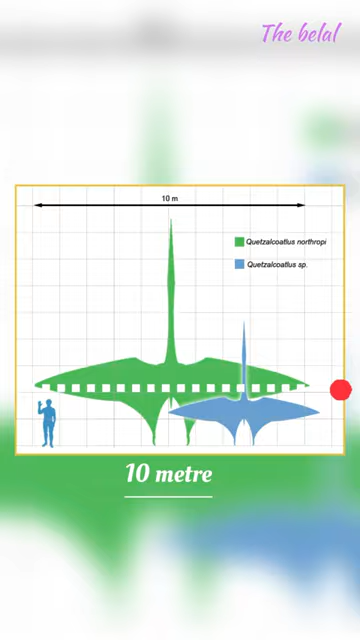 The belal
10 m
Quetzalcoatlus northropi
Quetzalcoatlus sp.
10 metre